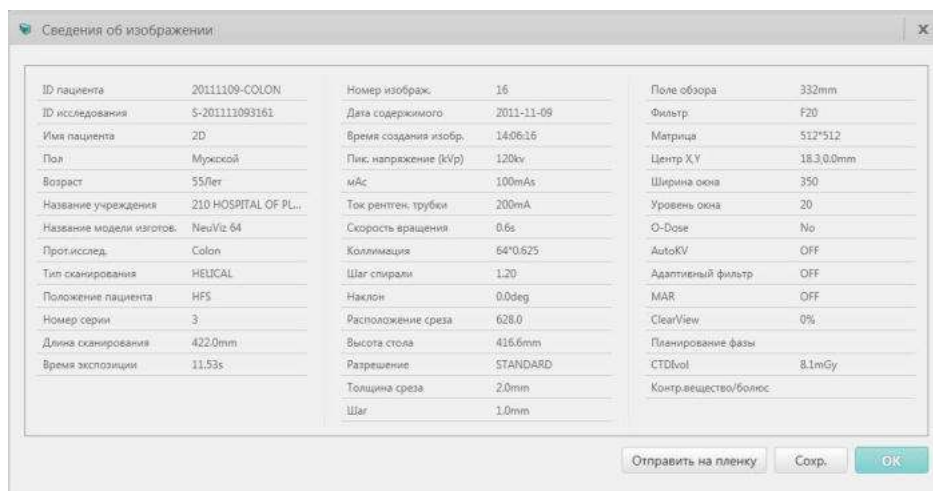 Сведения об изображении
ID пациента 20111109-COLON
ID исследования S-201111093161
Имя пациента 2D
Пол Мужской
Возраст 55Лет
Название учреждения 210 HOSPITAL OF PL...
Название модели изготов. NeuViz 64
Прот.исслед. Colon
Тип сканирования HELICAL
Положение пациента HFS
Номер серии 3
Длина сканирования 422.0mm
Время экспозиции 11.53s
Номер изображ. 16
Дата содержимого 2011-11-09
Время создания изобр. 14:06:16
Пик. напряжение (kVp) 120kv
мАс 100mAs
Ток рентген. трубки 200mA
Скорость вращения 0.6s
Коллимация 64*0.625
Шаг спирали 1.20
Наклон 0.0deg
Расположение среза 628.0
Высота стола 416.6mm
Разрешение STANDARD
Толщина среза 2.0mm
Шаг 1.0mm
Поле обзора 332mm
Фильтр F20
Матрица 512*512
Центр X,Y 18.3,0.0mm
Ширина окна 350
Уровень окна 20
O-Dose No
AutoKV OFF
Адаптивный фильтр OFF
MAR OFF
ClearView 0%
Планирование фазы
CTDIvol 8.1mGy
Контр.вещество/болюс
Отправить на пленку Сохр. OK